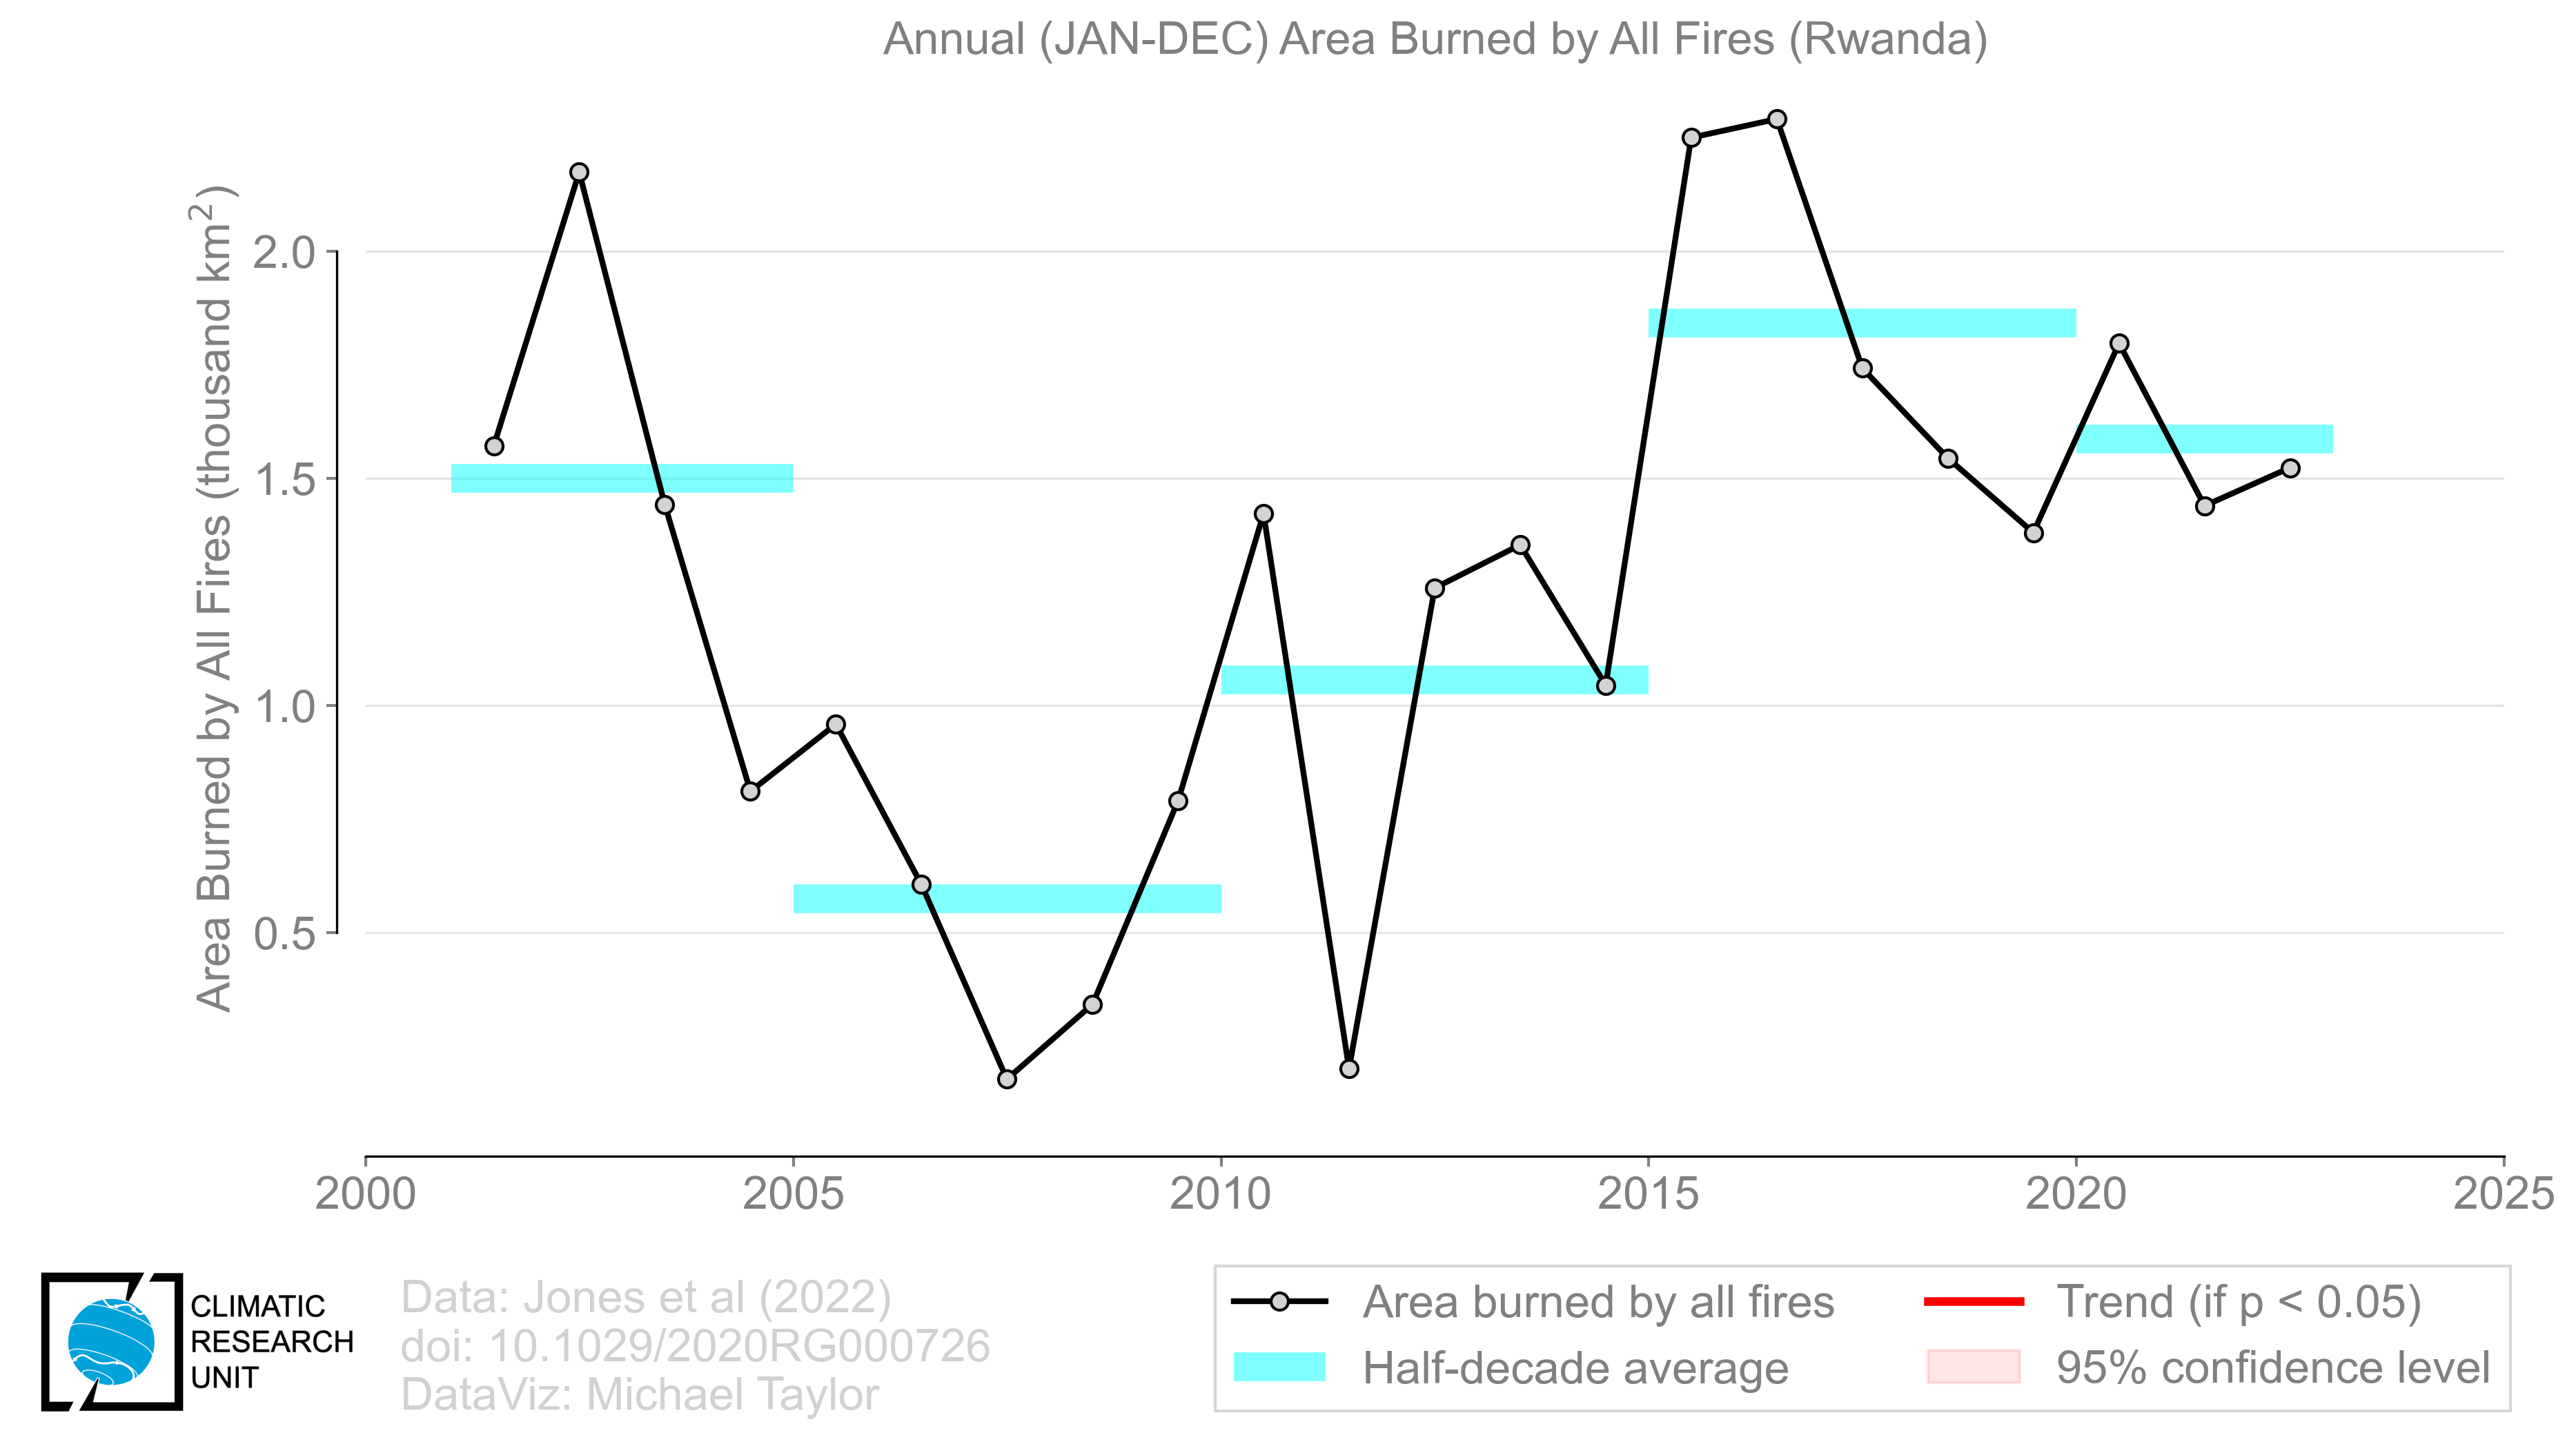 Annual (JAN-DEC) Area Burned by All Fires (Rwanda)
Area Burned by All Fires (thousand km²)
2.0
1.5
1.0
0.5
2000 2005 2010 2015 2020 2025
CLIMATIC
RESEARCH
UNIT
Data: Jones et al (2022)
doi: 10.1029/2020RG000726
DataViz: Michael Taylor
Area burned by all fires
Half-decade average
Trend (if p < 0.05)
95% confidence level